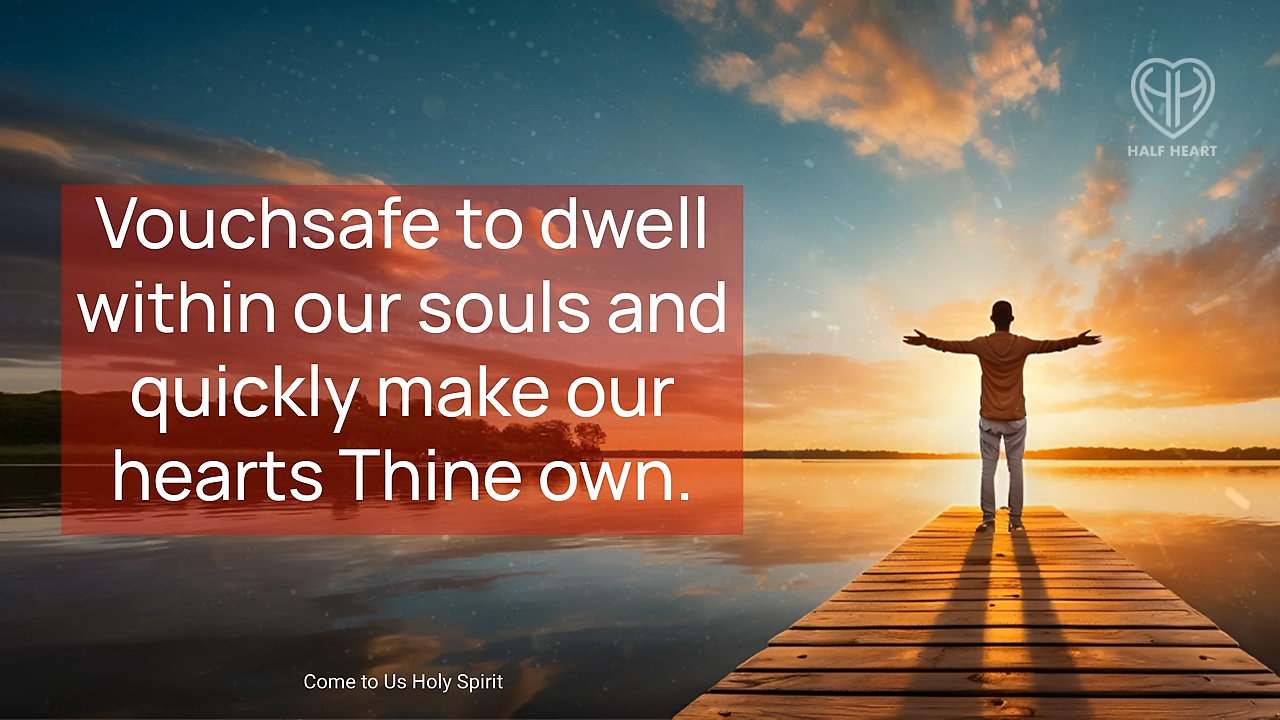 HALF HEART
Vouchsafe to dwell
within our souls and
quickly make our
hearts Thine own.
Come to Us Holy Spirit